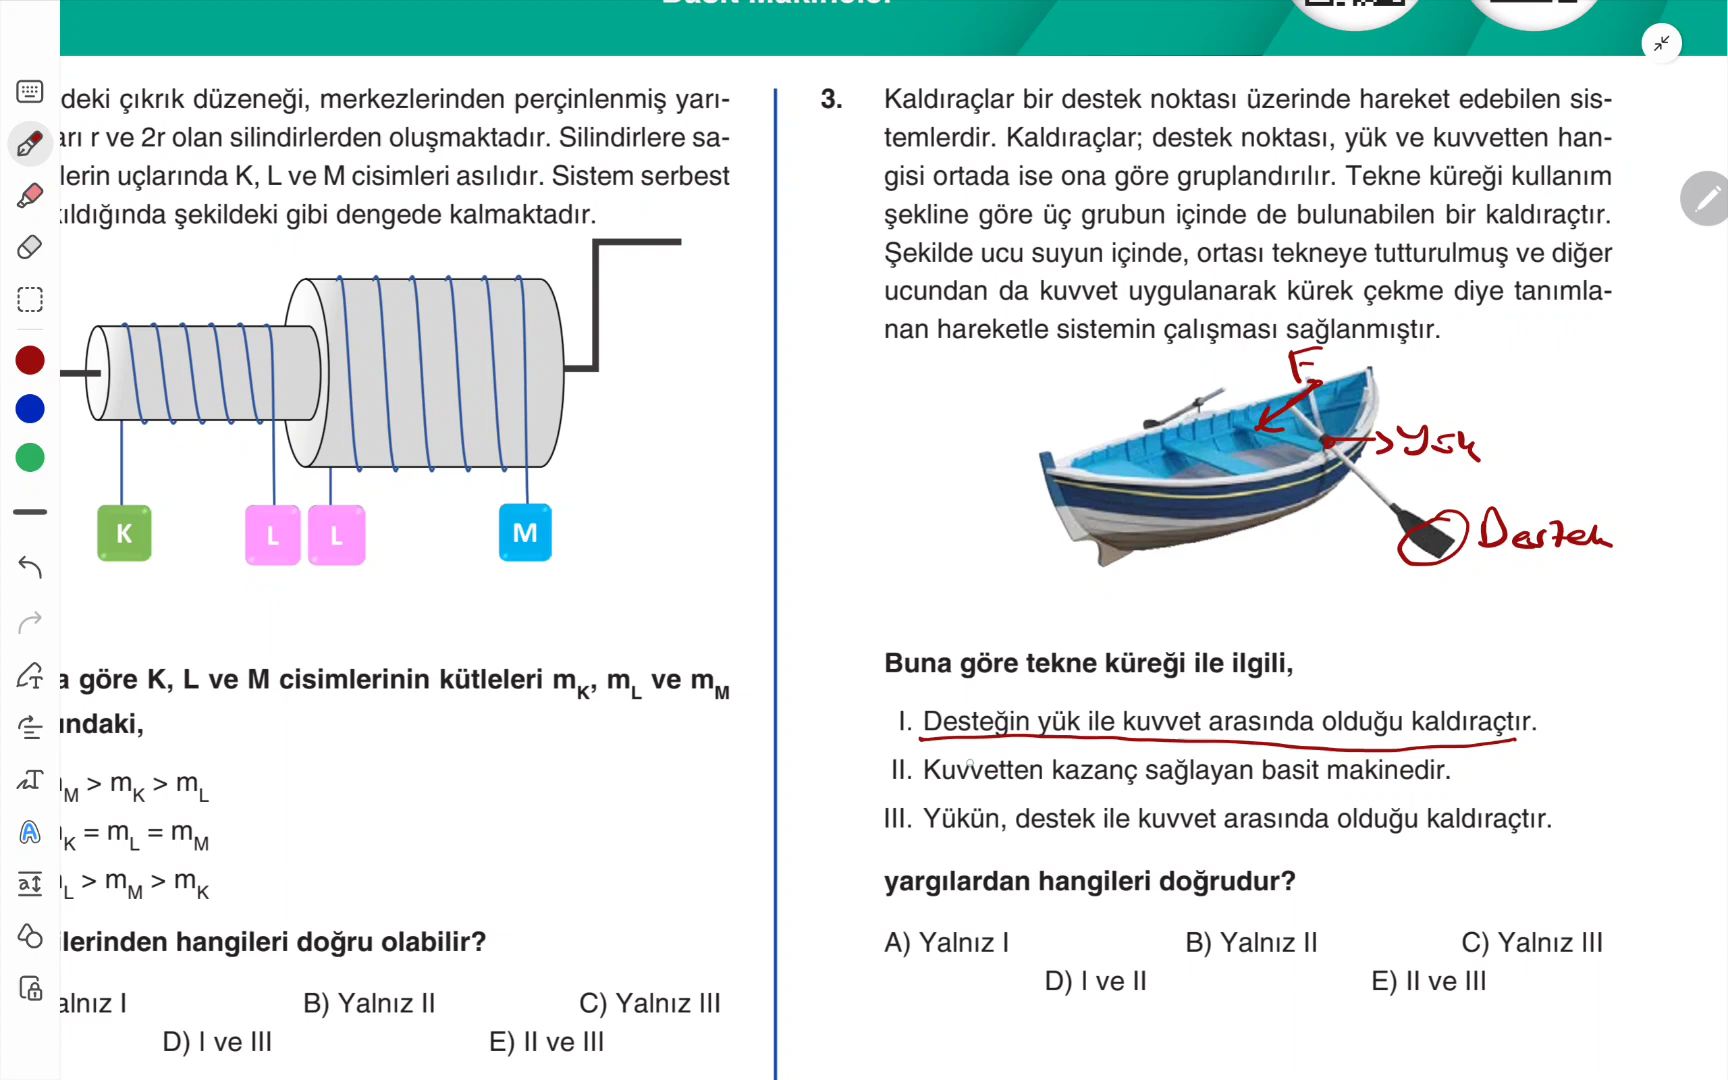 deki çıkrık düzeneği, merkezlerinden perçinlenmiş yarı-
arı r ve 2r olan silindirlerden oluşmaktadır. Silindirlere sa-
lerin uçlarında K, L ve M cisimleri asılıdır. Sistem serbest
ıldığında şekildeki gibi dengede kalmaktadır.
K
L
L
M
a göre K, L ve M cisimlerinin kütleleri mK, mL ve mM
ındaki,
M > mK > mL
K = mL = mM
L > mM > mK
ilerinden hangileri doğru olabilir?
alnız I
B) Yalnız II
C) Yalnız III
D) I ve III
E) II ve III
3. Kaldıraçlar bir destek noktası üzerinde hareket edebilen sis-
temlerdir. Kaldıraçlar; destek noktası, yük ve kuvvetten han-
gisi ortada ise ona göre gruplandırılır. Tekne küreği kullanım
şekline göre üç grubun içinde de bulunabilen bir kaldıraçtır.
Şekilde ucu suyun içinde, ortası tekneye tutturulmuş ve diğer
ucundan da kuvvet uygulanarak kürek çekme diye tanımla-
nan hareketle sistemin çalışması sağlanmıştır.
F
Yük
Destek
Buna göre tekne küreği ile ilgili,
I. Desteğin yük ile kuvvet arasında olduğu kaldıraçtır.
II. Kuvvetten kazanç sağlayan basit makinedir.
III. Yükün, destek ile kuvvet arasında olduğu kaldıraçtır.
yargılardan hangileri doğrudur?
A) Yalnız I
B) Yalnız II
C) Yalnız III
D) I ve II
E) II ve III